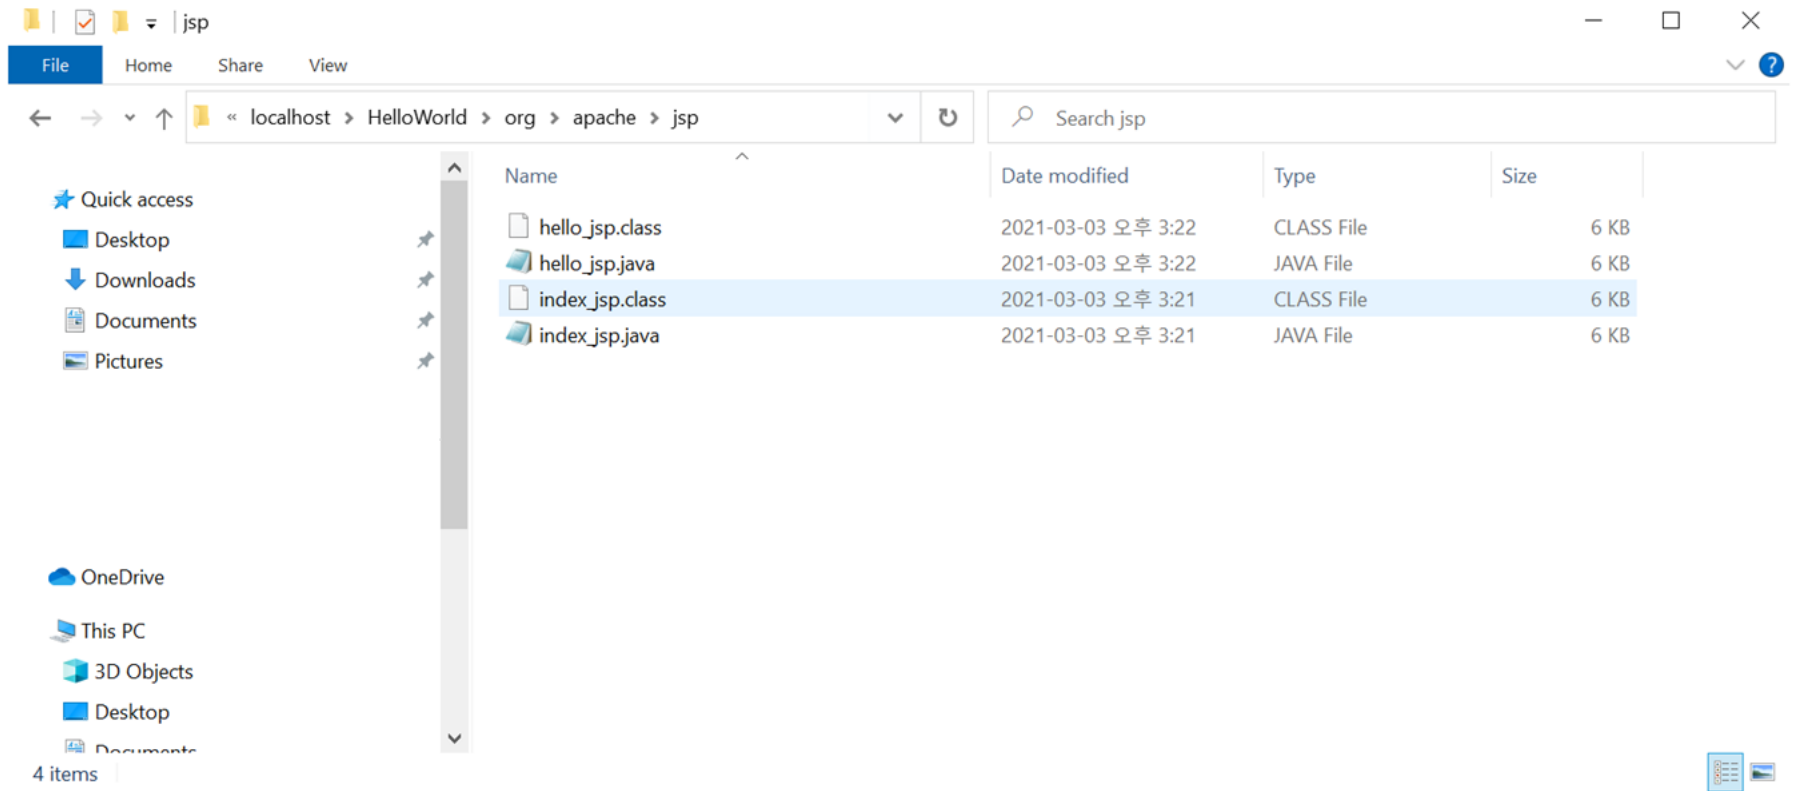 jsp
File Home Share View ?
« localhost > HelloWorld > org > apache > jsp
Search jsp
Quick access
Desktop
Downloads
Documents
Pictures
OneDrive
This PC
3D Objects
Desktop
Documents
Name Date modified Type Size
hello_jsp.class 2021-03-03 오후 3:22 CLASS File 6 KB
hello_jsp.java 2021-03-03 오후 3:22 JAVA File 6 KB
index_jsp.class 2021-03-03 오후 3:21 CLASS File 6 KB
index_jsp.java 2021-03-03 오후 3:21 JAVA File 6 KB
4 items